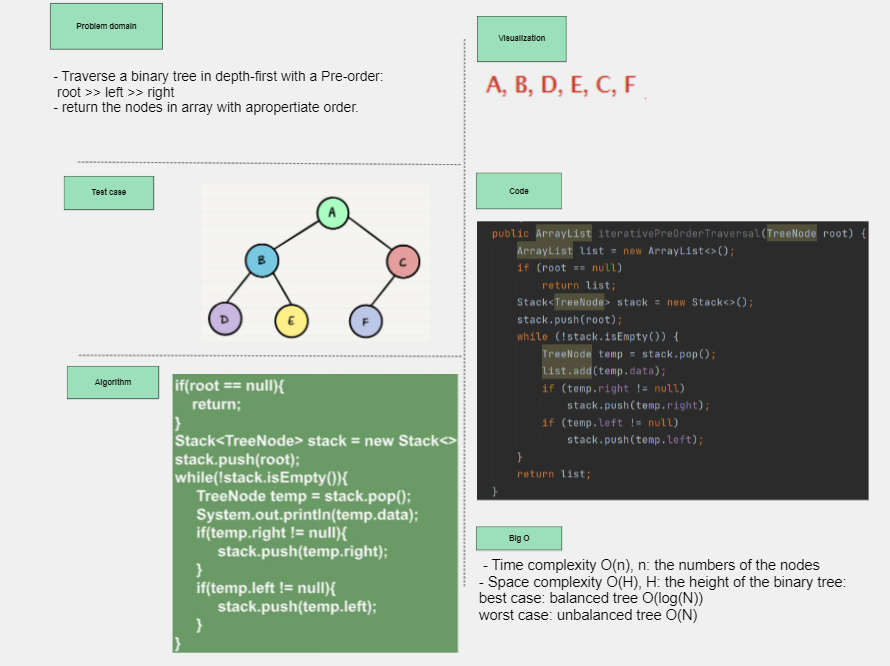 Problem domain
- Traverse a binary tree in depth-first with a Pre-order:
root >> left >> right
- return the nodes in array with apropertiate order.
Test case
A
B
C
D
E
F
Algorithm
if(root == null){
return;
}
Stack<TreeNode> stack = new Stack<>
stack.push(root);
while(!stack.isEmpty()){
TreeNode temp = stack.pop();
System.out.println(temp.data);
if(temp.right != null){
stack.push(temp.right);
}
if(temp.left != null){
stack.push(temp.left);
}
}
Visualization
A, B, D, E, C, F
Code
public ArrayList iterativePreOrderTraversal(TreeNode root) {
ArrayList list = new ArrayList<>();
if (root == null)
return list;
Stack<TreeNode> stack = new Stack<>();
stack.push(root);
while (!stack.isEmpty()) {
TreeNode temp = stack.pop();
list.add(temp.data);
if (temp.right != null)
stack.push(temp.right);
if (temp.left != null)
stack.push(temp.left);
}
return list;
}
Big O
- Time complexity O(n), n: the numbers of the nodes
- Space complexity O(H), H: the height of the binary tree:
best case: balanced tree O(log(N))
worst case: unbalanced tree O(N)